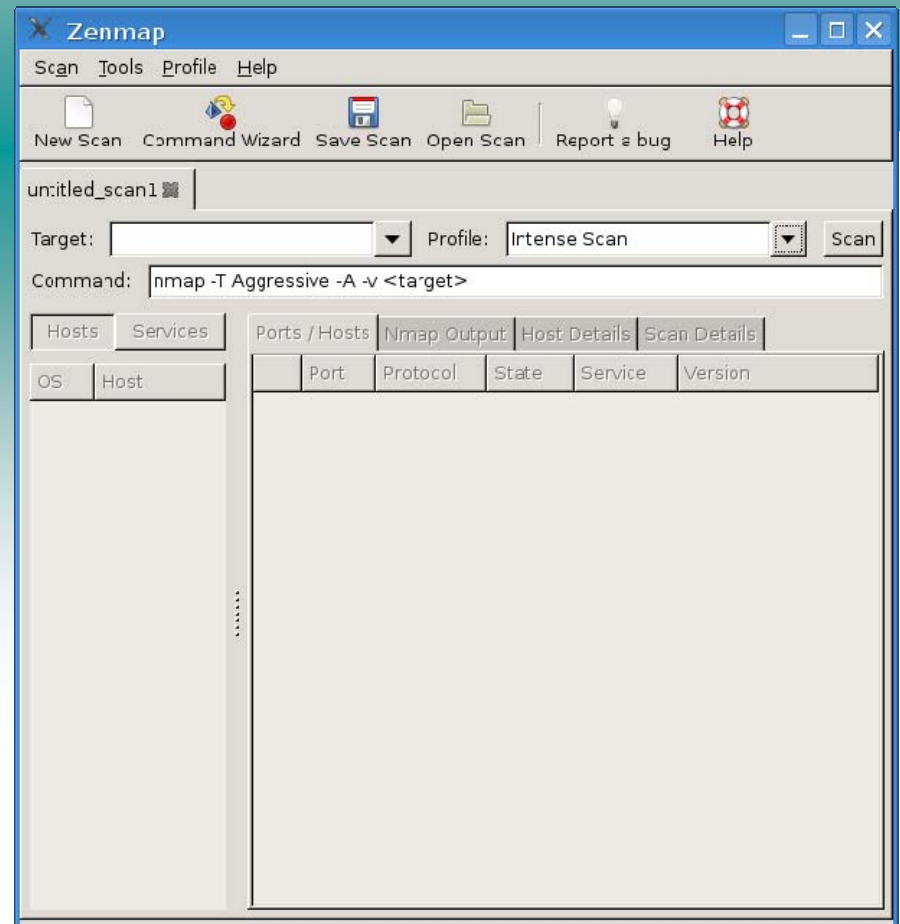 Zenmap
Scan Tools Profile Help
New Scan Command Wizard Save Scan Open Scan Report a bug Help
untitled_scan1
Target: Profile: Intense Scan Scan
Command: nmap -T Aggressive -A -v <target>
Hosts Services Ports / Hosts Nmap Output Host Details Scan Details
OS Host Port Protocol State Service Version